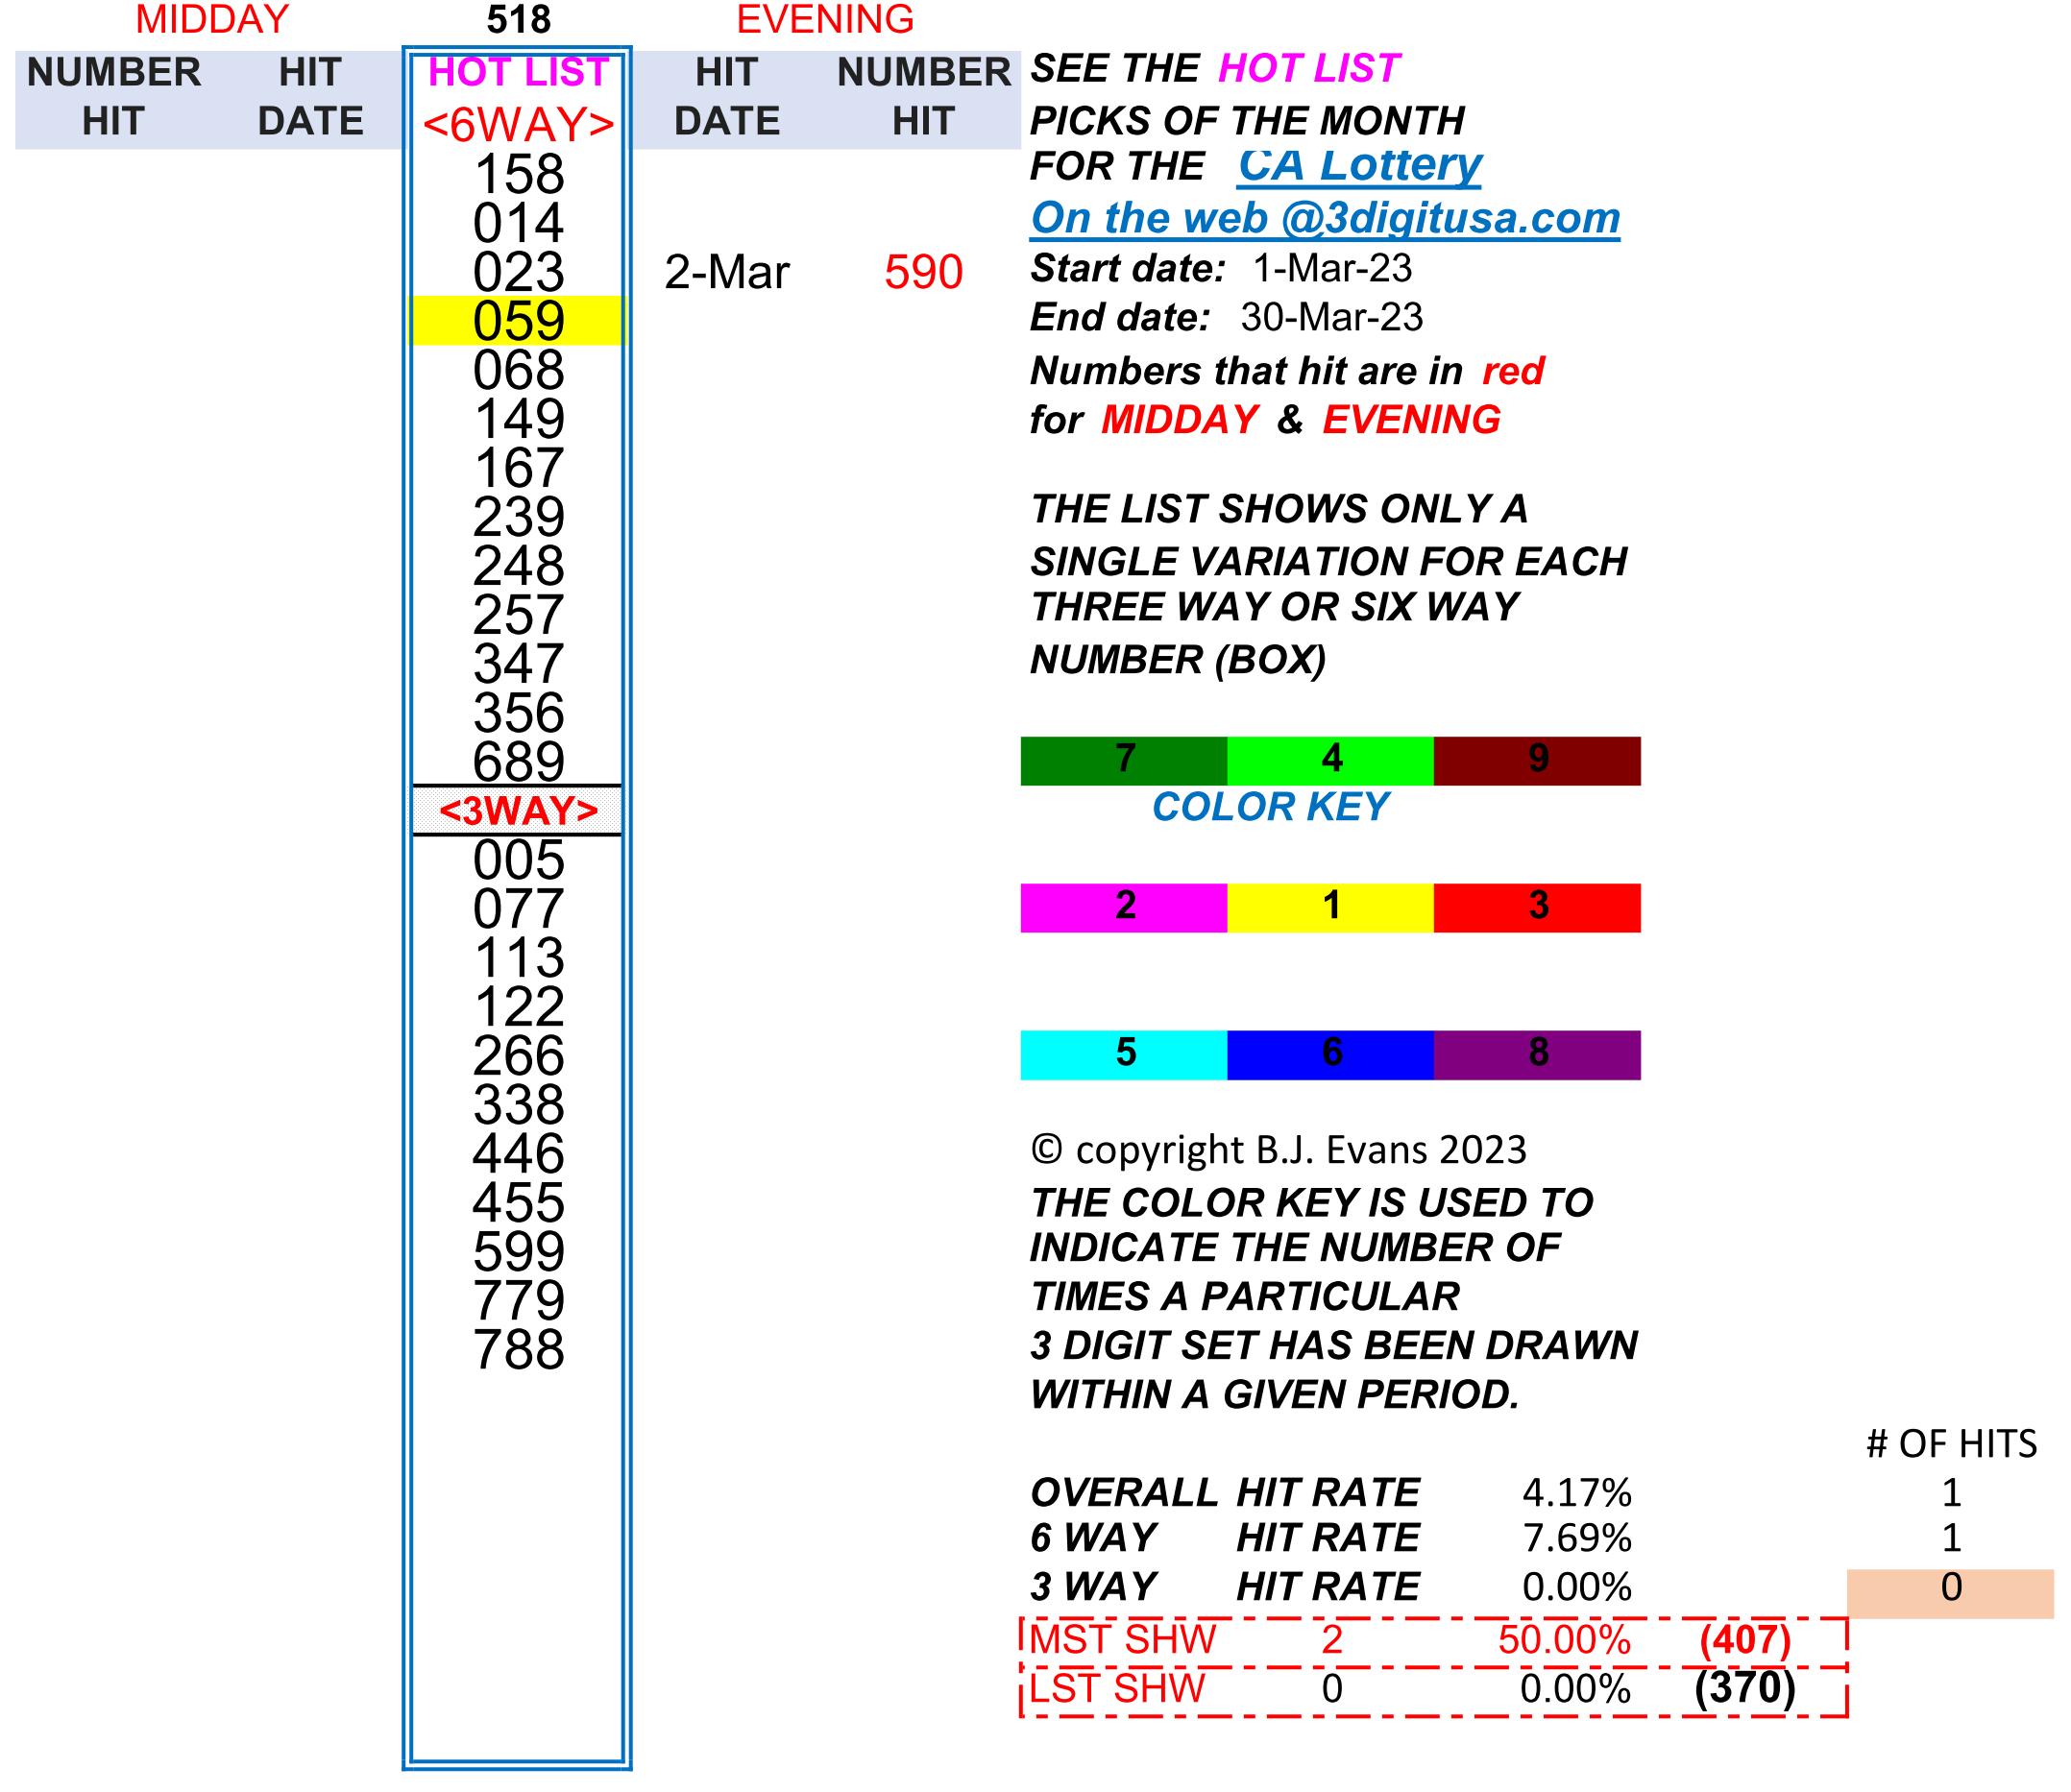 MIDDAY 518 EVENING
NUMBER HIT HOT LIST HIT NUMBER
HIT DATE <6WAY> DATE HIT
158
014
023 2-Mar 590
059
068
149
167
239
248
257
347
356
689
<3WAY>
005
077
113
122
266
338
446
455
599
779
788
SEE THE HOT LIST
PICKS OF THE MONTH
FOR THE CA Lottery
On the web @3digitusa.com
Start date: 1-Mar-23
End date: 30-Mar-23
Numbers that hit are in red
for MIDDAY & EVENING
THE LIST SHOWS ONLY A
SINGLE VARIATION FOR EACH
THREE WAY OR SIX WAY
NUMBER (BOX)
7 4 9
COLOR KEY
2 1 3
5 6 8
© copyright B.J. Evans 2023
THE COLOR KEY IS USED TO
INDICATE THE NUMBER OF
TIMES A PARTICULAR
3 DIGIT SET HAS BEEN DRAWN
WITHIN A GIVEN PERIOD.
# OF HITS
OVERALL HIT RATE 4.17% 1
6 WAY HIT RATE 7.69% 1
3 WAY HIT RATE 0.00% 0
MST SHW 2 50.00% (407)
LST SHW 0 0.00% (370)